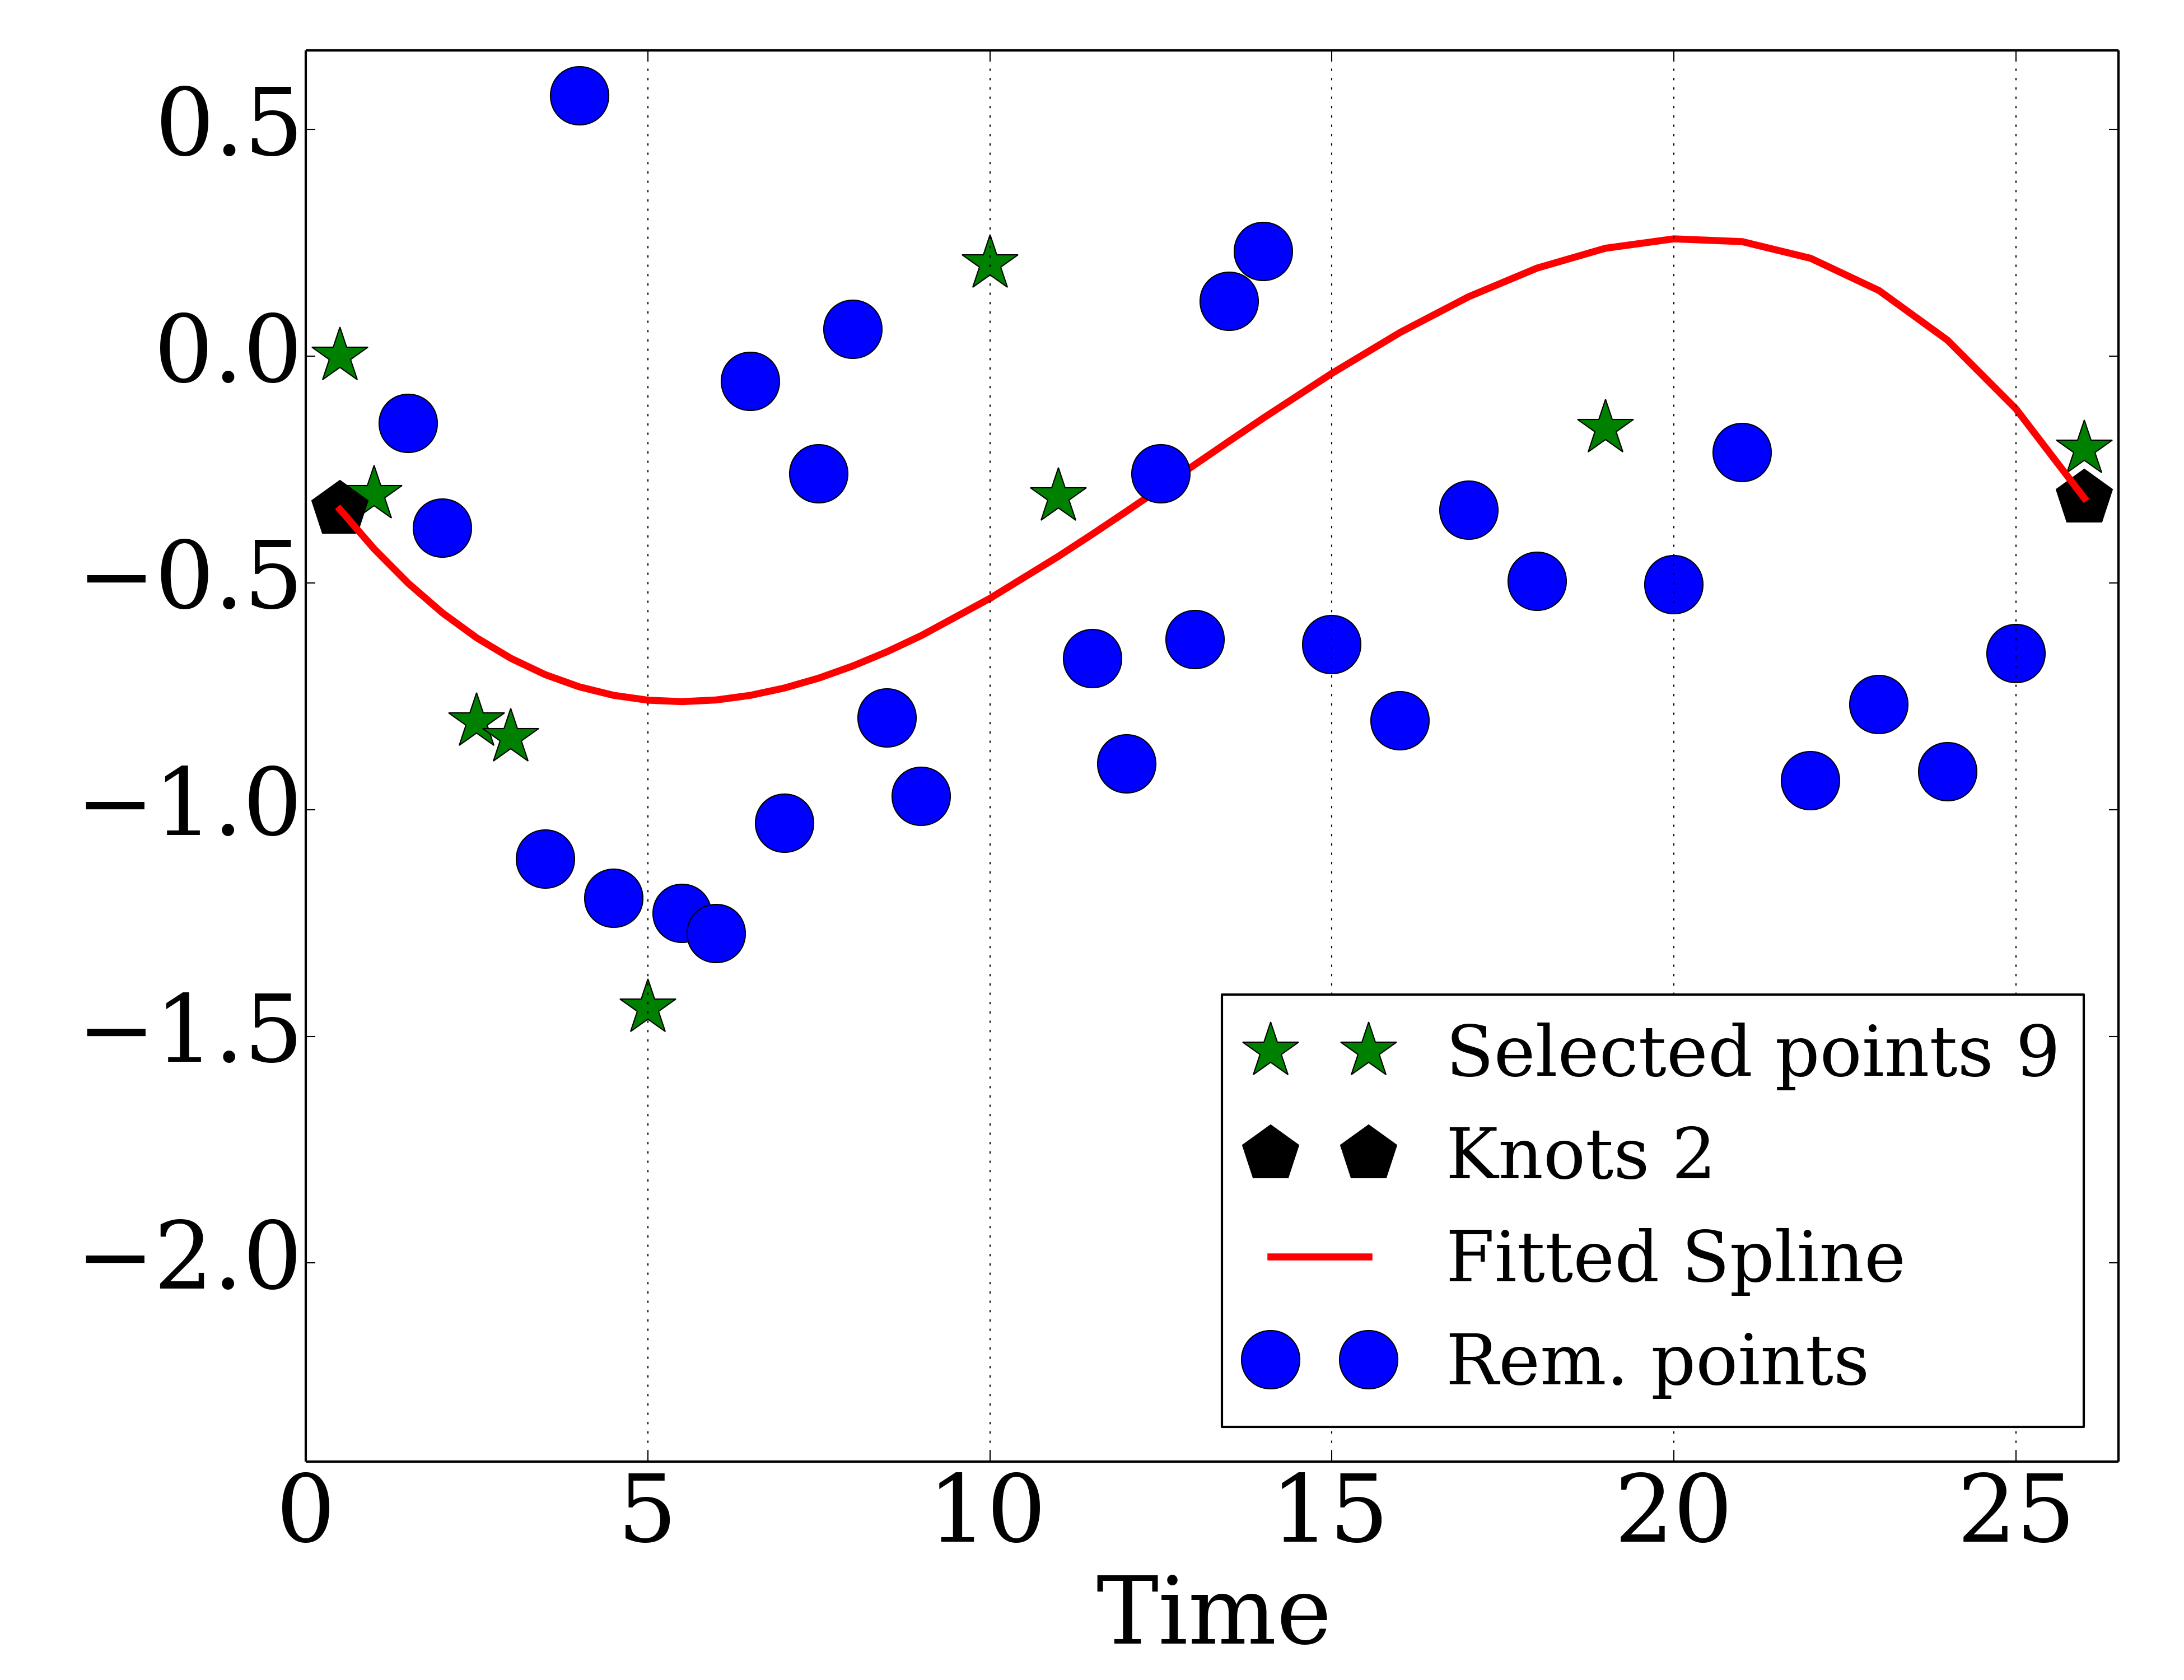 0.5
0.0
−0.5
−1.0
−1.5
−2.0
Selected points 9
Knots 2
Fitted Spline
Rem. points
0 5 10 15 20 25
Time